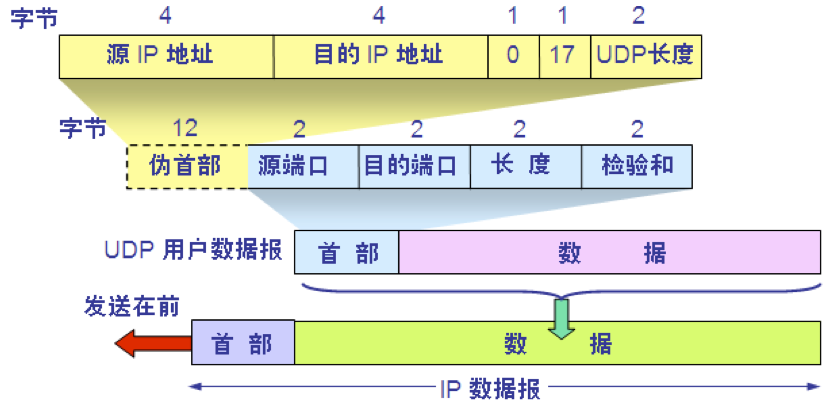 字节 4 4 1 1 2
源 IP 地址 目的 IP 地址 0 17 UDP长度
字节 12 2 2 2 2
伪首部 源端口 目的端口 长 度 检验和
UDP 用户数据报 首 部 数 据
发送在前
首 部 数 据
IP 数据报